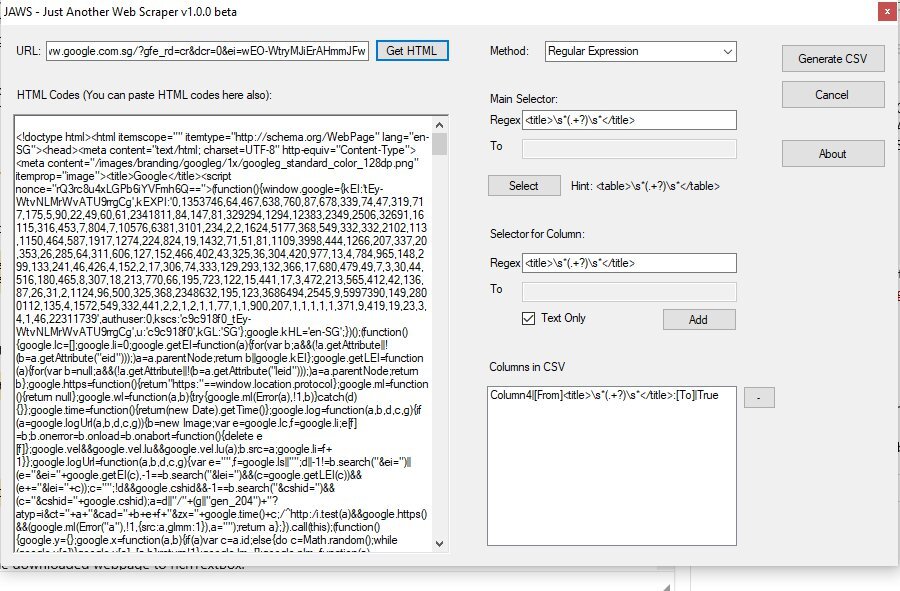 JAWS - Just Another Web Scraper v1.0.0 beta
x
URL:
w.google.com.sg/?gfe_rd=cr&dcr=0&ei=wEO-WtryMJiErAHmmJFw
Get HTML
HTML Codes (You can paste HTML codes here also):
<!doctype html><html itemscope="" itemtype="http://schema.org/WebPage" lang="en-
SG"><head><meta content="text/html; charset=UTF-8" http-equiv="Content-Type">
<meta content="/images/branding/googleg/1x/googleg_standard_color_128dp.png"
itemprop="image"><title>Google</title><script
nonce="rQ3rc8u4xLGPb6iYVFmh6Q==">(function(){window.google={kEI:'tEy-
WtvNLMrWvATU9rrgCg',kEXPI:'0,1353746,64,467,638,760,87,678,339,74,47,319,71
7,175,5,90,22,49,60,61,2341811,84,147,81,329294,1294,12383,2349,2506,32691,16
115,316,453,7,804,7,10576,6381,3101,234,2,2,1624,5177,368,549,332,332,2102,113
,1150,464,587,1917,1274,224,824,19,1432,71,51,81,1109,3998,444,1266,207,337,20
,353,26,285,64,311,606,127,152,466,402,43,325,36,304,420,977,13,4,784,965,148,2
99,133,241,46,426,4,152,2,17,306,74,333,129,293,132,366,17,680,479,49,7,3,30,44,
516,180,465,8,307,18,213,770,66,195,723,122,15,441,17,3,472,213,565,412,42,136,
87,26,31,2,1124,96,500,325,368,2348632,195,123,3686494,2545,9,5997390,149,280
0112,135,4,1572,549,332,441,2,2,1,2,1,1,77,1,1,900,207,1,1,1,1,1,371,9,419,19,23,3,
4,1,46,22311739',authuser:0,kscs:'c9c918f0_tEy-
WtvNLMrWvATU9rrgCg',u:'c9c918f0',kGL:'SG'};google.kHL='en-SG';})();(function()
{google.lc=[];google.li=0;google.getEI=function(a){for(var b;a&&(!a.getAttribute||!
(b=a.getAttribute("eid")));)a=a.parentNode;return b||google.kEI};google.getLEI=function
(a){for(var b=null;a&&(!a.getAttribute||!(b=a.getAttribute("leid")));)a=a.parentNode;return
b};google.https=function(){return"https:"==window.location.protocol};google.ml=function
(){return null};google.wl=function(a,b){try{google.ml(Error(a),!1,b)}catch(d)
{}};google.time=function(){return(new Date).getTime()};google.log=function(a,b,d,c,g){if
(a=google.logUrl(a,b,d,c,g)){b=new Image;var e=google.lc,f=google.li;e[f]
=b;b.onerror=b.onload=b.onabort=function(){delete e
[f]};google.vel&&google.vel.lu&&google.vel.lu(a);b.src=a;google.li=f+
1}};google.logUrl=function(a,b,d,c,g){var e="",f=google.ls||"";d||-1!=b.search("&ei=")||
(e="&ei="+google.getEI(c),-1==b.search("&lei=")&&(c=google.getLEI(c))&&
(e+="&lei="+c));c="";!d&&google.cshid&&-1==b.search("&cshid=")&&
(c="&cshid="+google.cshid);a=d||"/"+(g||"gen_204")+"?
atyp=i&ct="+a+"&cad="+b+e+f+"&zx="+google.time()+c;/^http:/i.test(a)&&google.https()
&&(google.ml(Error("a"),!1,{src:a,glmm:1}),a="");return a};}).call(this);(function()
{google.y={};google.x=function(a,b){if(a)var c=a.id;else{do c=Math.random();while
Method:
Regular Expression
Main Selector:
Regex
<title>\s*(.+?)\s*</title>
To
Select
Hint: <table>\s*(.+?)\s*</table>
Selector for Column:
Regex
<title>\s*(.+?)\s*</title>
To
Text Only
Add
Columns in CSV
Column4|[From]<title>\s*(.+?)\s*</title>:[To]|True
-
Generate CSV
Cancel
About
e downloaded webpage to richTextbox.